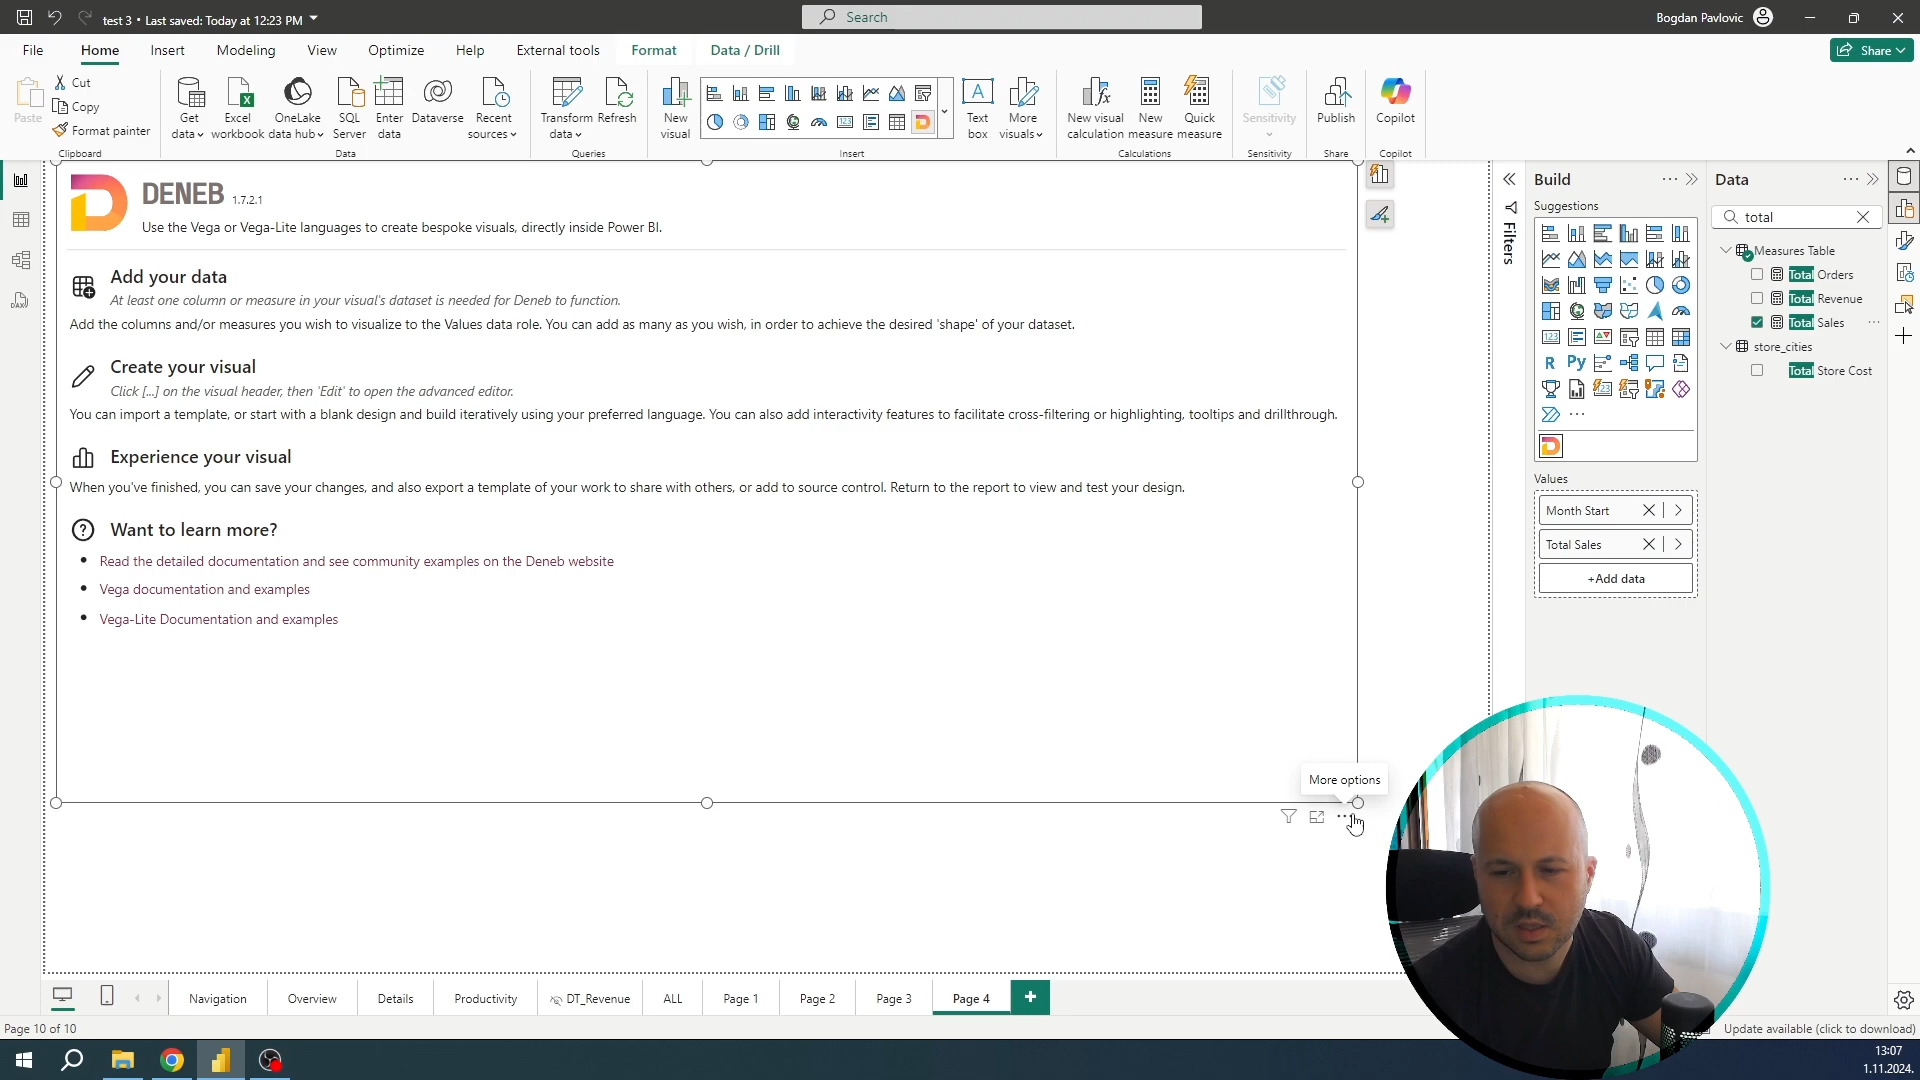 test 3 • Last saved: Today at 12:23 PM
Search
Bogdan Pavlovic
File
Home
Insert
Modeling
View
Optimize
Help
External tools
Format
Data / Drill
Share
Paste
Cut
Copy
Format painter
Clipboard
Get data
Excel workbook
OneLake data hub
SQL Server
Enter data
Dataverse
Recent sources
Data
Transform data
Refresh
Queries
New visual
Text box
More visuals
Insert
New visual calculation
New measure
Quick measure
Calculations
Sensitivity
Sensitivity
Publish
Share
Copilot
Copilot
DENEB 1.7.2.1
Use the Vega or Vega-Lite languages to create bespoke visuals, directly inside Power BI.
Add your data
At least one column or measure in your visual's dataset is needed for Deneb to function.
Add the columns and/or measures you wish to visualize to the Values data role. You can add as many as you wish, in order to achieve the desired 'shape' of your dataset.
Create your visual
Click [...] on the visual header, then 'Edit' to open the advanced editor.
You can import a template, or start with a blank design and build iteratively using your preferred language. You can also add interactivity features to facilitate cross-filtering or highlighting, tooltips and drillthrough.
Experience your visual
When you've finished, you can save your changes, and also export a template of your work to share with others, or add to source control. Return to the report to view and test your design.
Want to learn more?
• Read the detailed documentation and see community examples on the Deneb website
• Vega documentation and examples
• Vega-Lite Documentation and examples
More options
Filters
Build
Suggestions
R
Py
Values
Month Start
Total Sales
+Add data
Data
total
Measures Table
Total Orders
Total Revenue
Total Sales
store_cities
Total Store Cost
Navigation
Overview
Details
Productivity
DT_Revenue
ALL
Page 1
Page 2
Page 3
Page 4
Page 10 of 10
Update available (click to download)
13:07
1.11.2024.